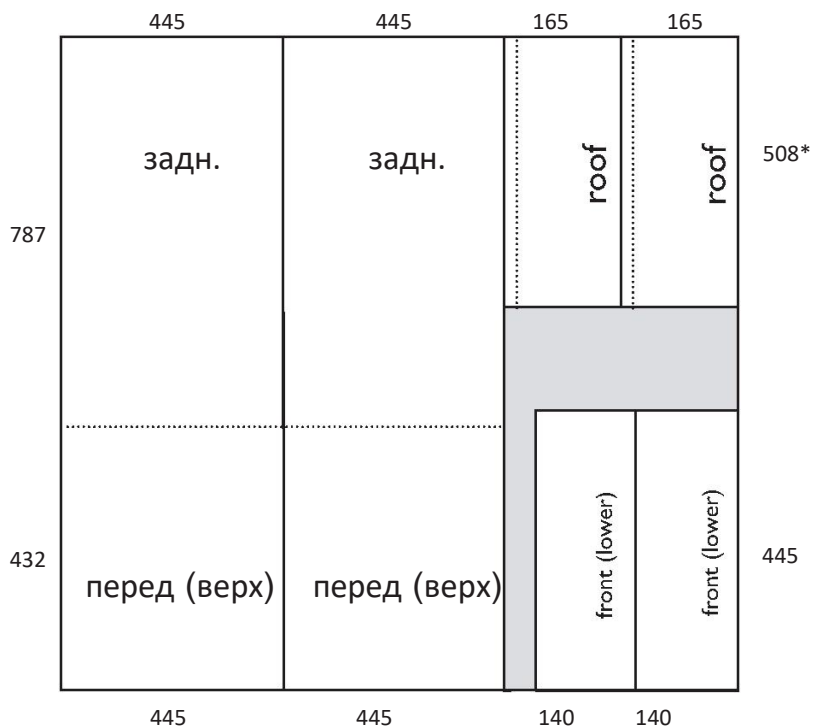 445 445 165 165
задн. задн. roof roof 508*
787
432 перед (верх) перед (верх) front (lower) front (lower) 445
445 445 140 140